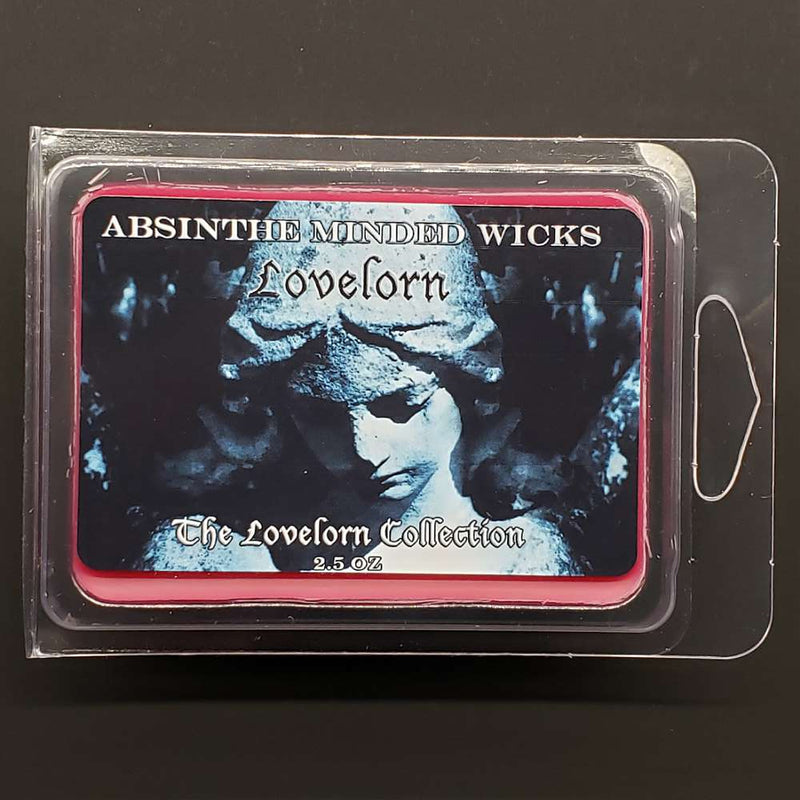 ABSINTHE MINDED WICKS
Lovelorn
The Lovelorn Collection
2.5 OZ